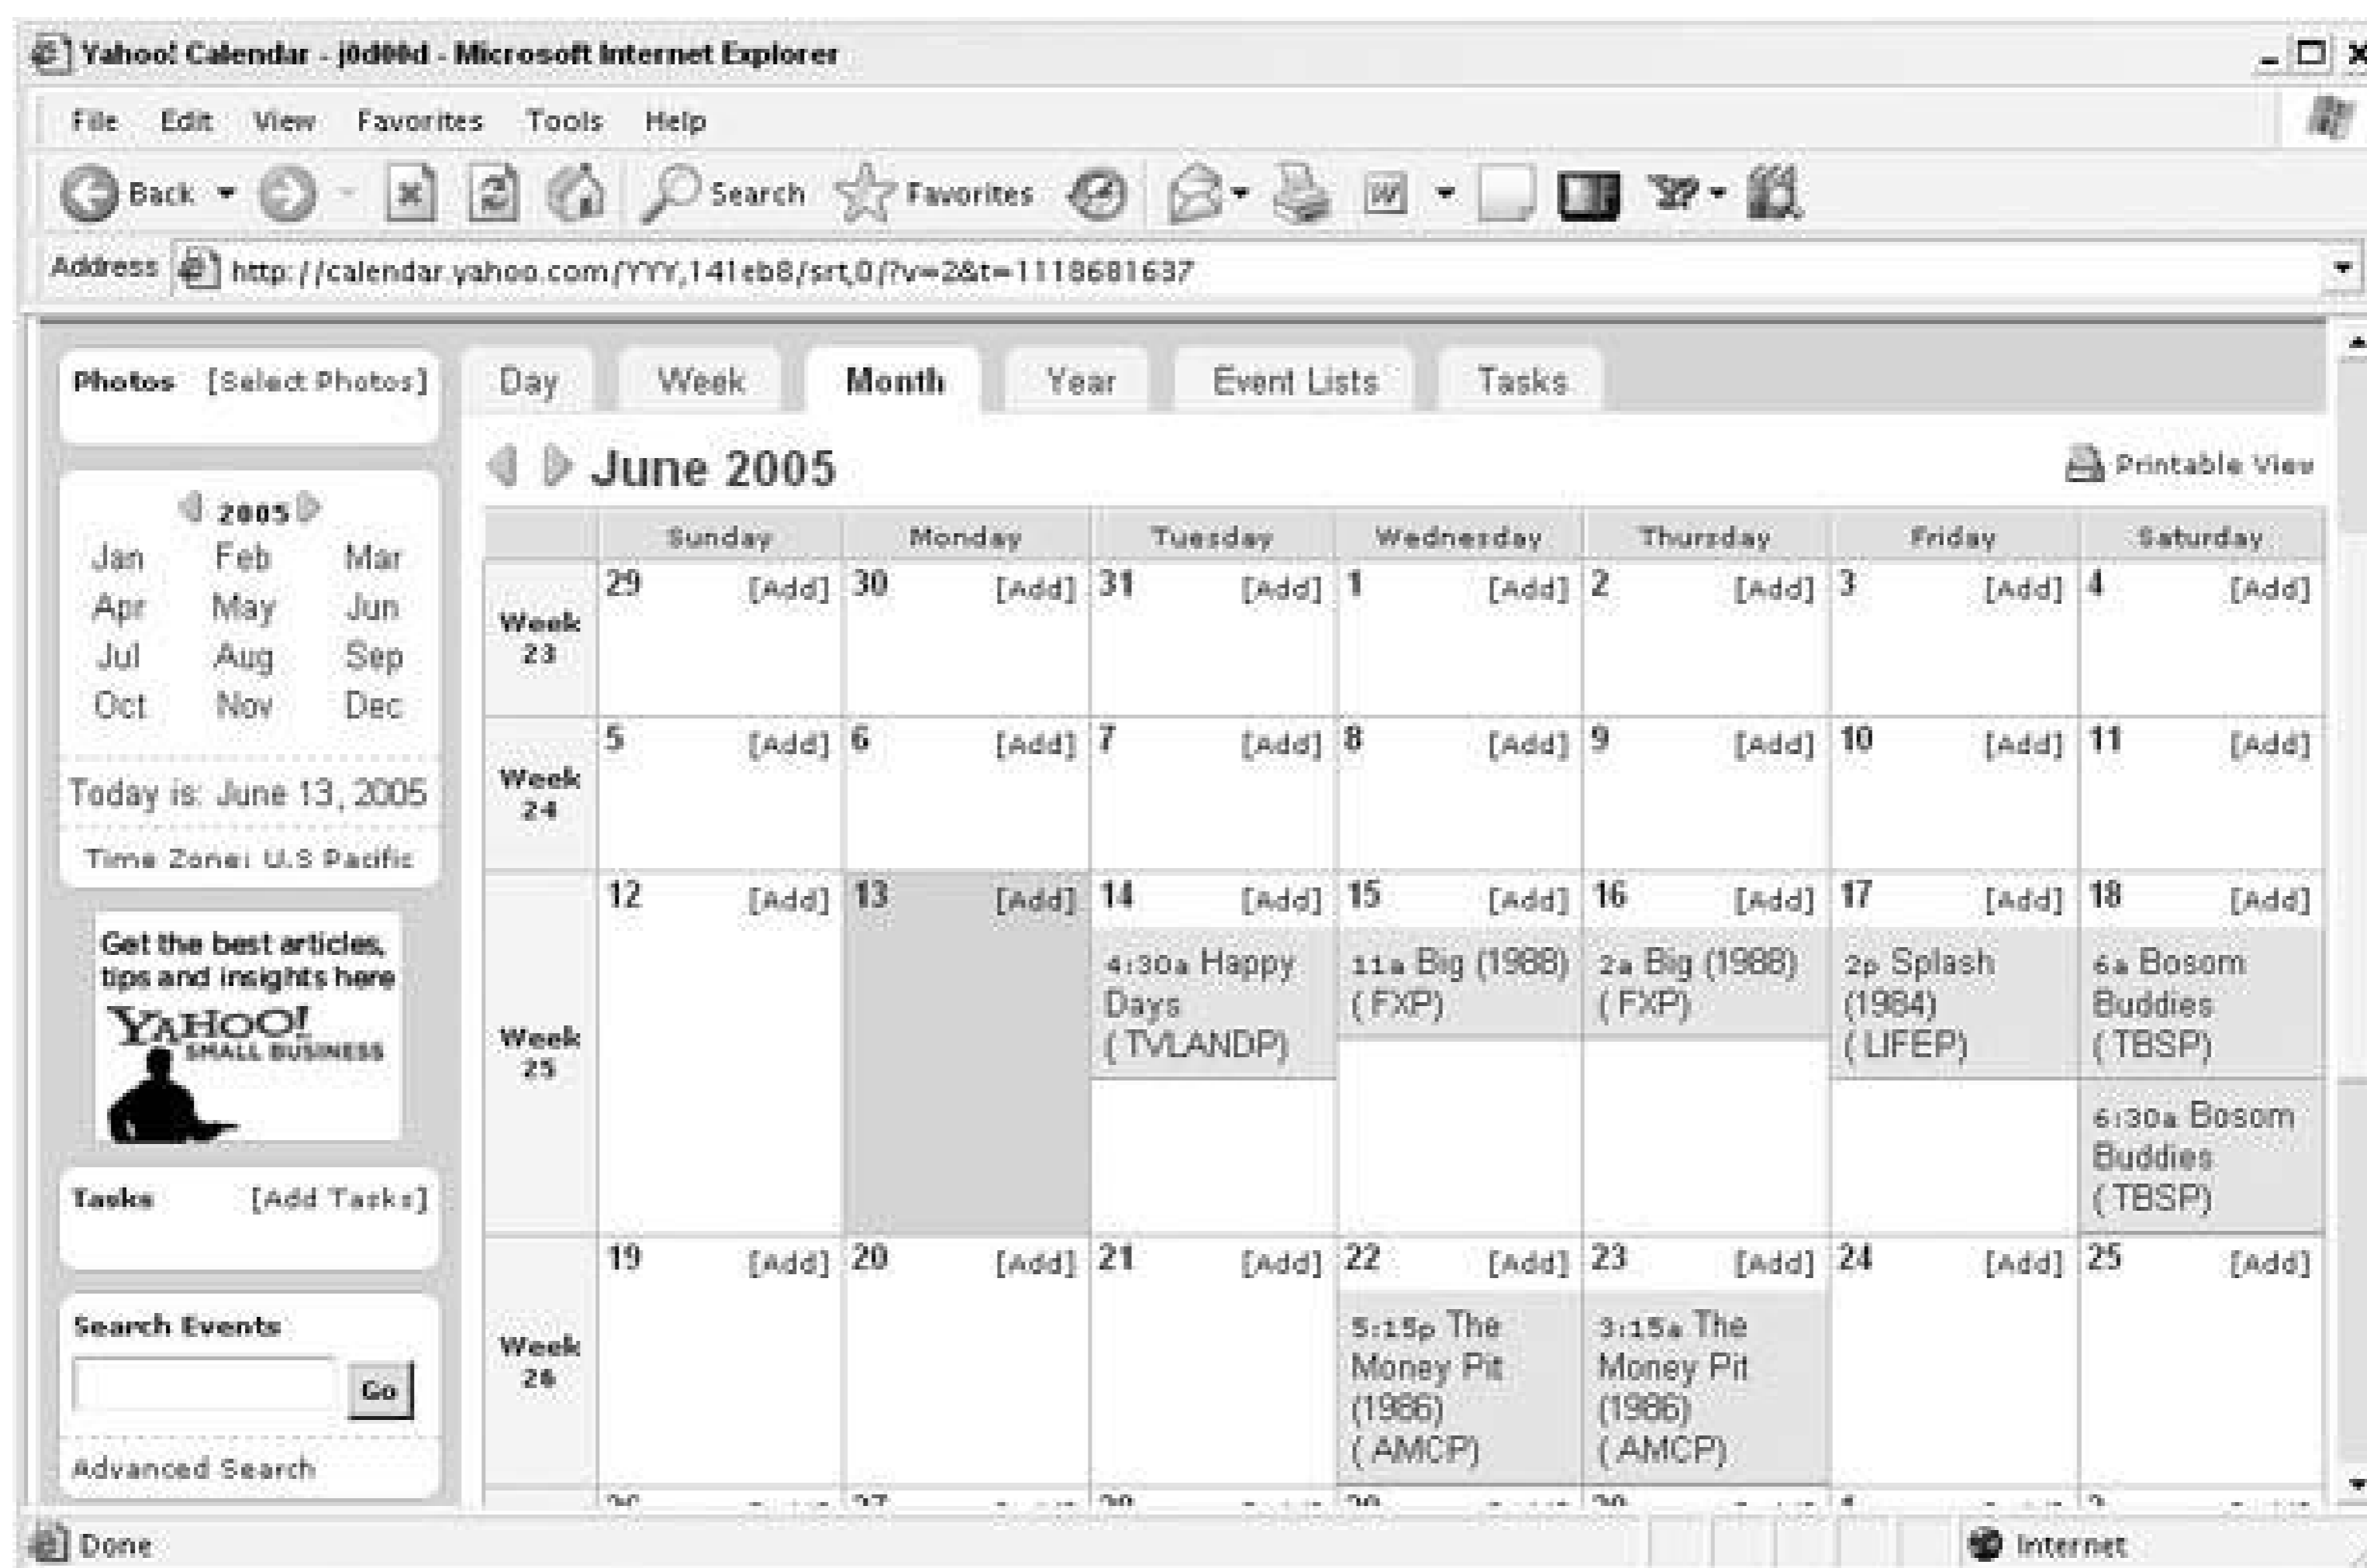 Yahoo! Calendar - j0d00d - Microsoft Internet Explorer
File Edit View Favorites Tools Help
Back Search Favorites
Address http://calendar.yahoo.com/YYY,141eb8/srt,0/?v=2&t=1118681637
Photos [Select Photos]
2005
Jan Feb Mar
Apr May Jun
Jul Aug Sep
Oct Nov Dec
Today is: June 13, 2005
Time Zone: U.S Pacific
Get the best articles,
tips and insights here
YAHOO!
SMALL BUSINESS
Tasks [Add Tasks]
Search Events
Go
Advanced Search
Day Week Month Year Event Lists Tasks
June 2005 Printable View
Sunday Monday Tuesday Wednesday Thursday Friday Saturday
29 [Add] 30 [Add] 31 [Add] 1 [Add] 2 [Add] 3 [Add] 4 [Add]
Week
23
5 [Add] 6 [Add] 7 [Add] 8 [Add] 9 [Add] 10 [Add] 11 [Add]
Week
24
12 [Add] 13 [Add] 14 [Add] 15 [Add] 16 [Add] 17 [Add] 18 [Add]
Week
25
4:30a Happy
Days
( TVLANDP)
11a Big (1988)
( FXP)
2a Big (1988)
( FXP)
2p Splash
(1984)
( LIFEP)
6a Bosom
Buddies
( TBSP)
6:30a Bosom
Buddies
( TBSP)
19 [Add] 20 [Add] 21 [Add] 22 [Add] 23 [Add] 24 [Add] 25 [Add]
Week
26
5:15p The
Money Pit
(1986)
( AMCP)
3:15a The
Money Pit
(1986)
( AMCP)
Done Internet